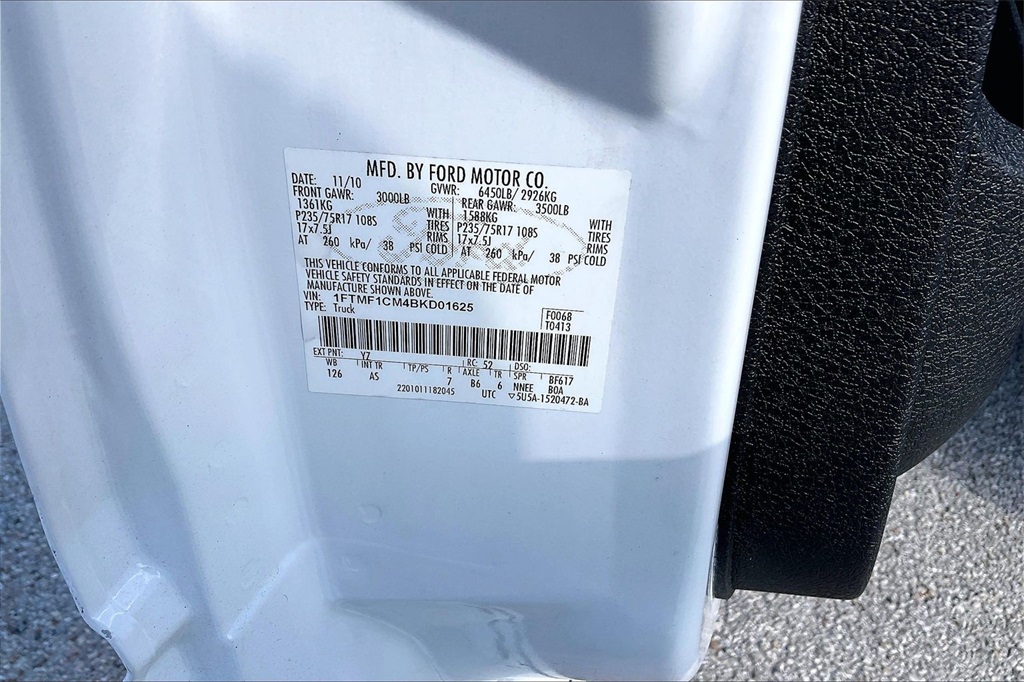 MFD. BY FORD MOTOR CO.
DATE: 11/10 GVWR: 6450LB/ 2926KG
FRONT GAWR: 3000LB REAR GAWR: 3500LB
1361KG WITH 1588KG WITH
P235/75R17 108S TIRES P235/75R17 108S TIRES
17x7.5J RIMS 17x7.5J RIMS
AT 260 kPa/ 38 PSI COLD AT 260 kPa/ 38 PSI COLD
THIS VEHICLE CONFORMS TO ALL APPLICABLE FEDERAL MOTOR
VEHICLE SAFETY STANDARDS IN EFFECT ON THE DATE OF
MANUFACTURE SHOWN ABOVE.
VIN: 1FTMF1CM4BKD01625 F0068
TYPE: Truck T0413
EXT PNT: YZ RC: 52 DSO:
WB INT TR TP/PS R AXLE TR SPR BF617
126 AS 7 B6 6 NNEE BOA
2201011182045 UTC ▽5U5A-1520472-BA